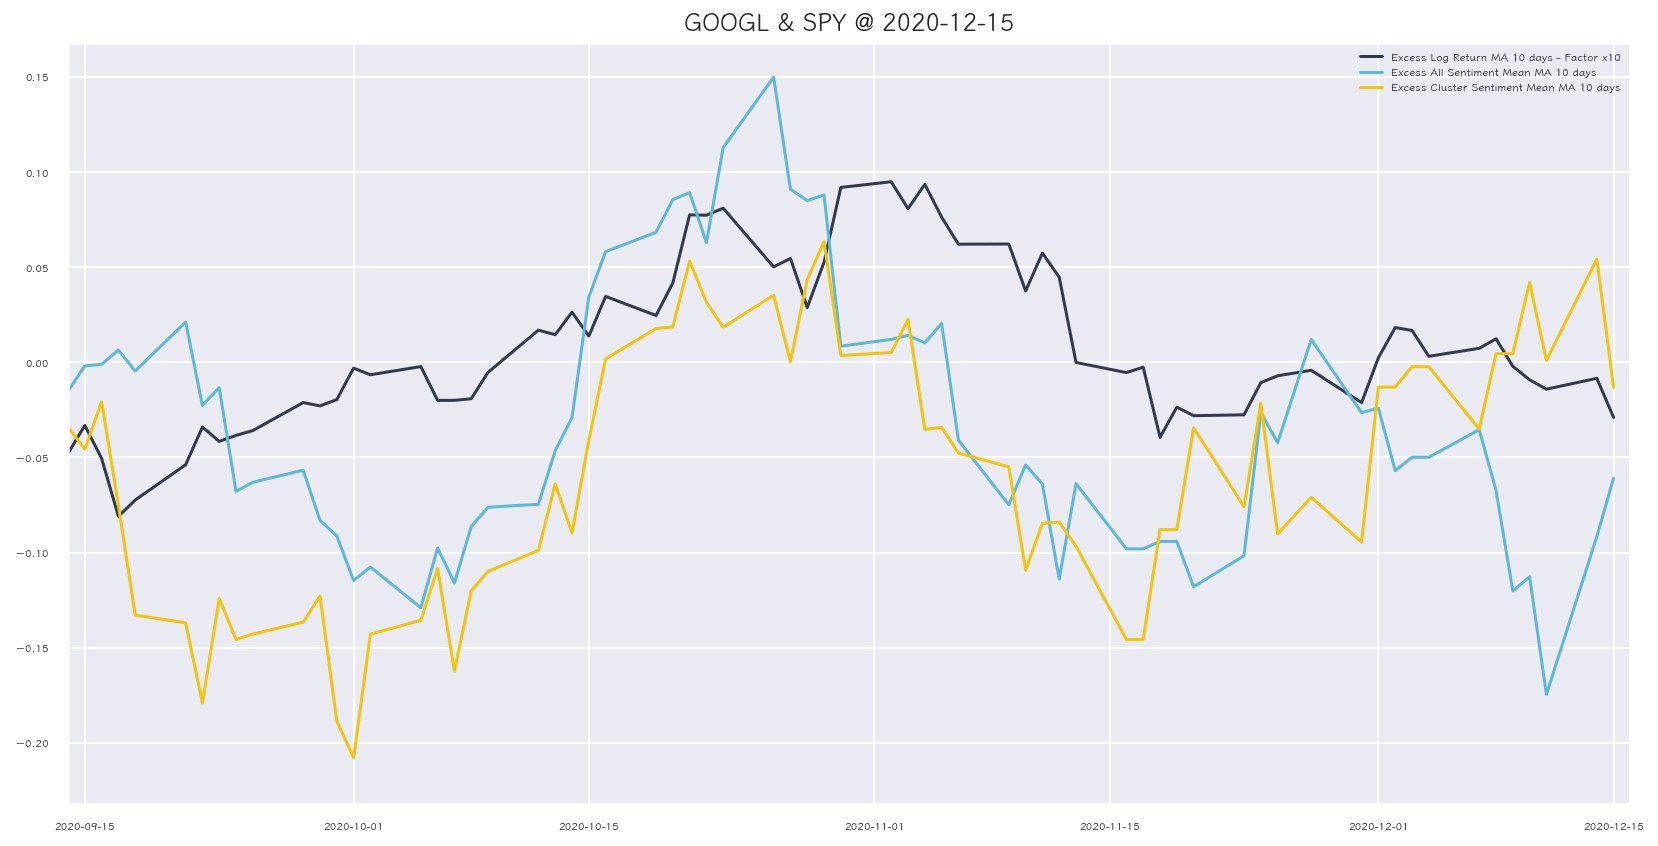 GOOGL & SPY @ 2020-12-15
Excess Log Return MA 10 days - Factor x10
Excess All Sentiment Mean MA 10 days
Excess Cluster Sentiment Mean MA 10 days
0.15
0.10
0.05
0.00
−0.05
−0.10
−0.15
−0.20
2020-09-15 2020-10-01 2020-10-15 2020-11-01 2020-11-15 2020-12-01 2020-12-15